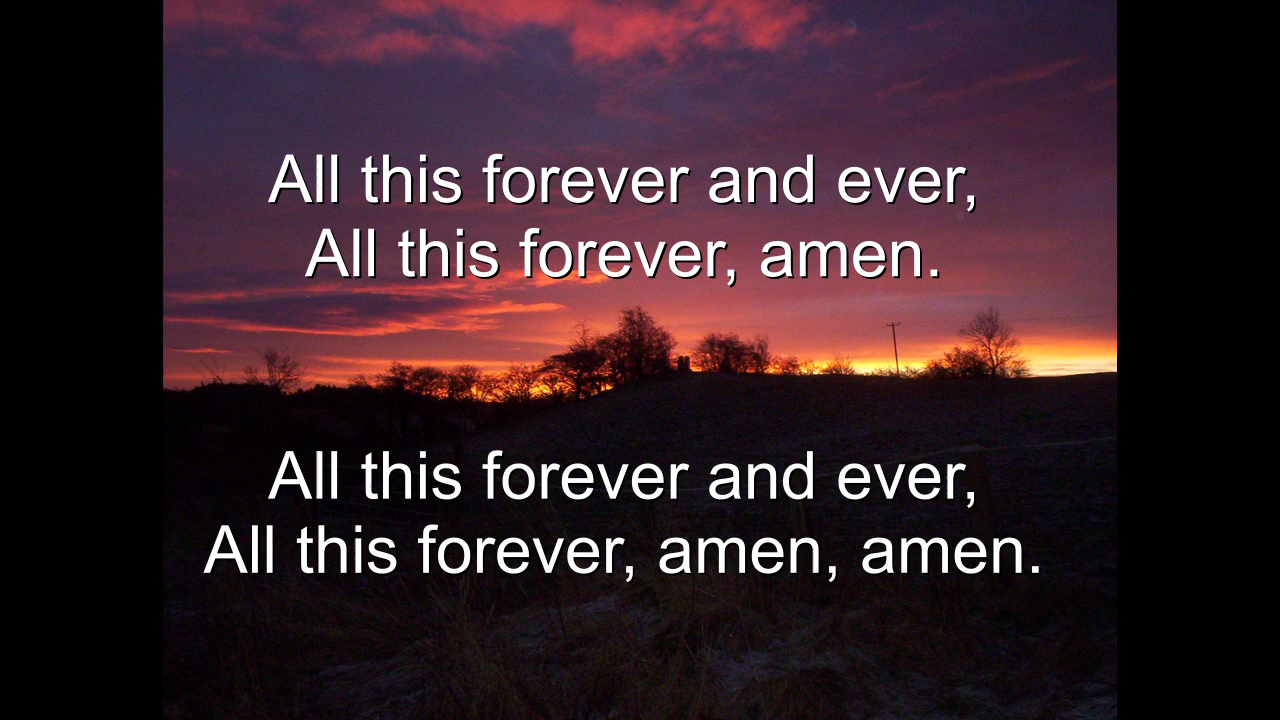 All this forever and ever,
All this forever, amen.
All this forever and ever,
All this forever, amen, amen.